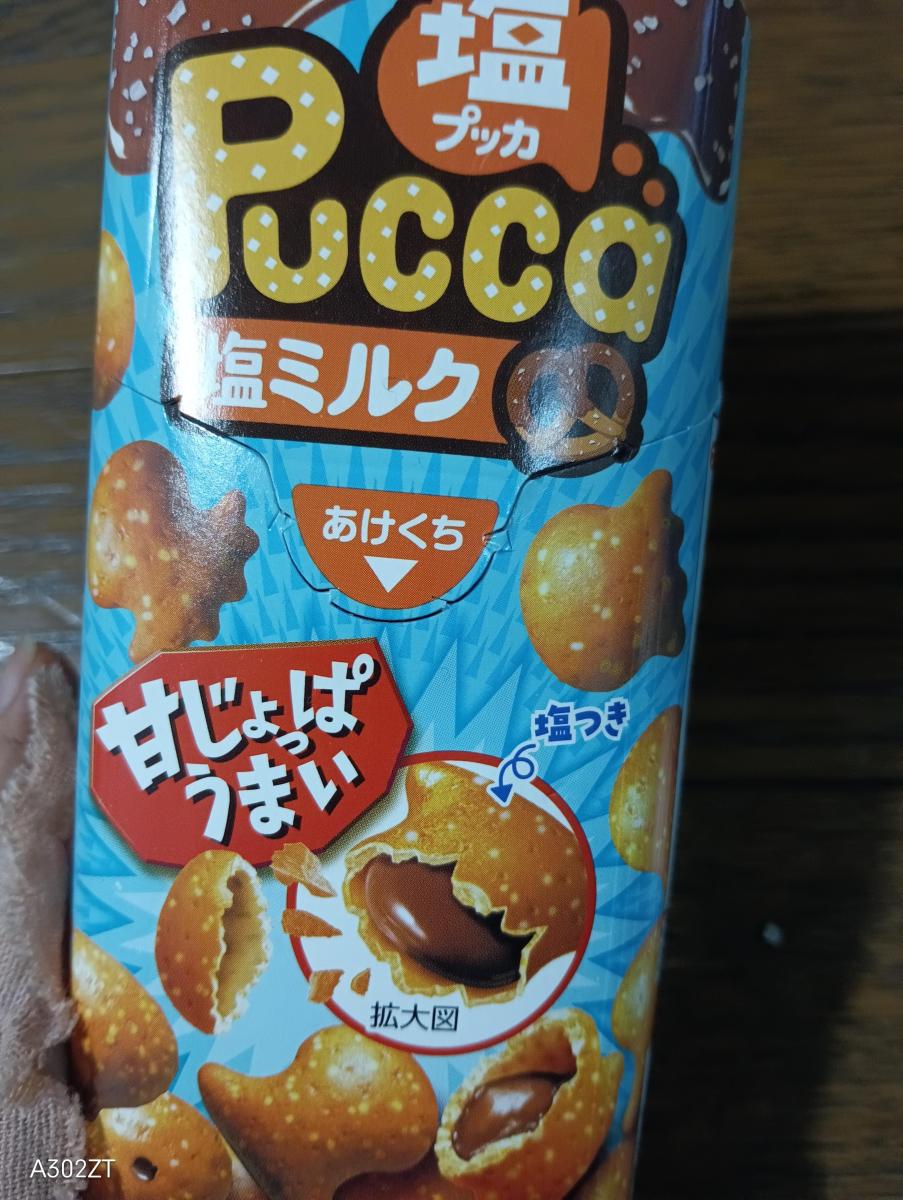 塩
プッカ
Pucca
塩ミルク
あけくち
甘じょっぱ
うまい
塩つき
拡大図
A302ZT